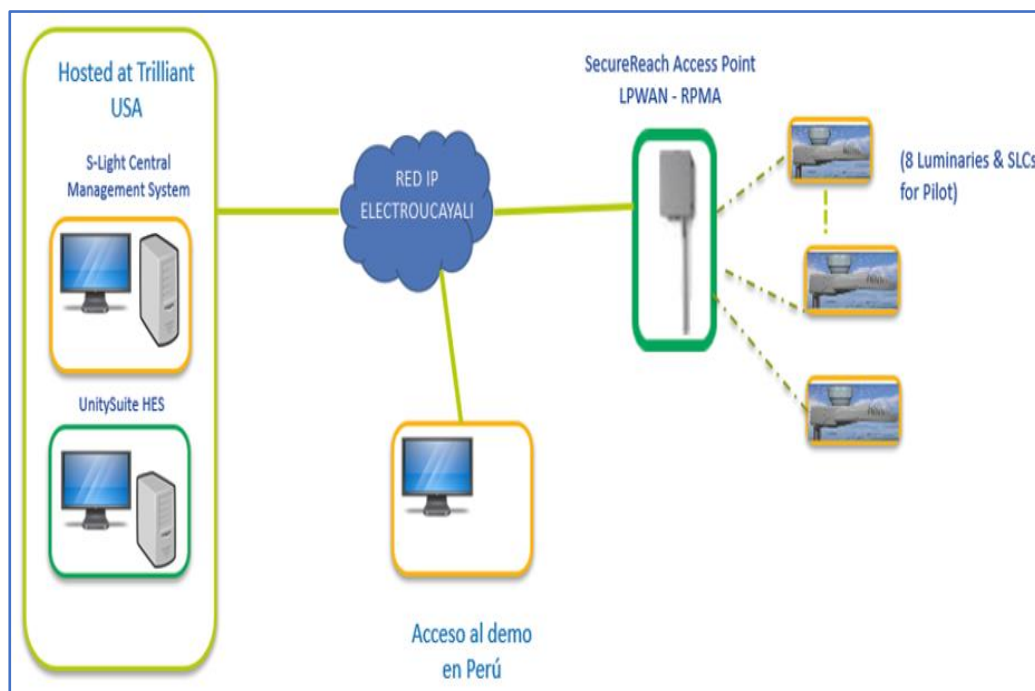 Hosted at Trilliant
USA
S-Light Central
Management System
UnitySuite HES
RED IP
ELECTROUCAYALI
SecureReach Access Point
LPWAN - RPMA
(8 Luminaries & SLCs
for Pilot)
Acceso al demo
en Perú